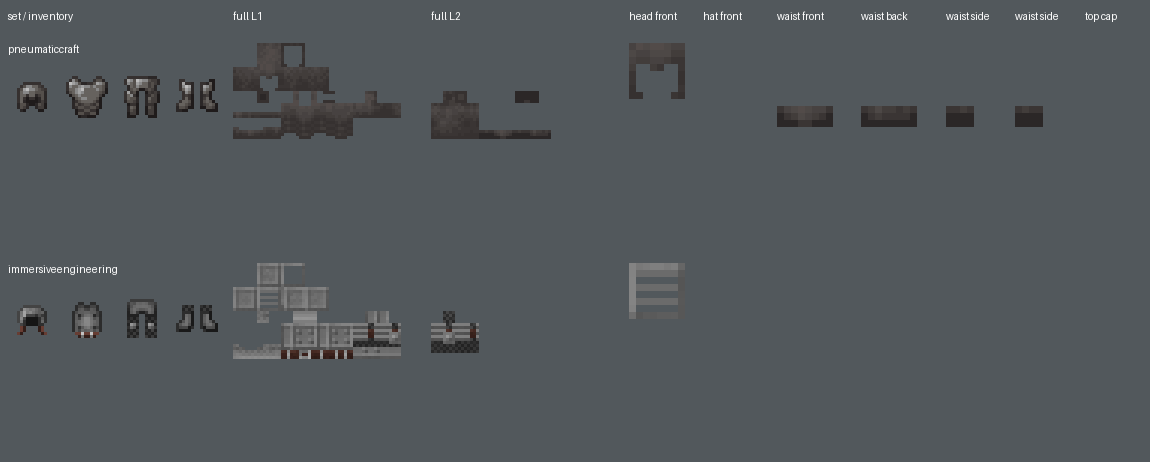 set / inventory full L1 full L2 head front hat front waist front waist back waist side waist side top cap
pneumaticcraft
immersiveengineering